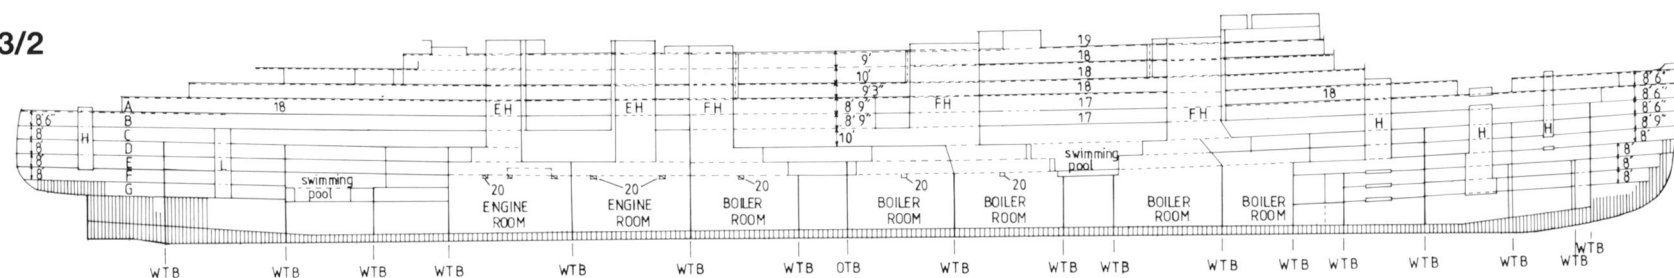 3/2
19
9'
18
10'
18
9'3"
18
18
8' 6"
8' 6"
8' 6"
8' 9"
8'
8'
8'
8'
A
18
EH
EH
FH
8' 9"
FH
17
FH
8'6"
H
B
8' 9"
17
H
H
H
8'
C
10'
8'
D
8'
E
8'
F
G
L
swimming
pool
swimming
pool
20
20
20
20
20
ENGINE
ROOM
ENGINE
ROOM
BOILER
ROOM
BOILER
ROOM
BOILER
ROOM
BOILER
ROOM
BOILER
ROOM
WTB
WTB
WTB
WTB
WTB
WTB
WTB
OTB
WTB
WTB
WTB
WTB
WTB
WTB
WTB
WTB
WTB
WTB